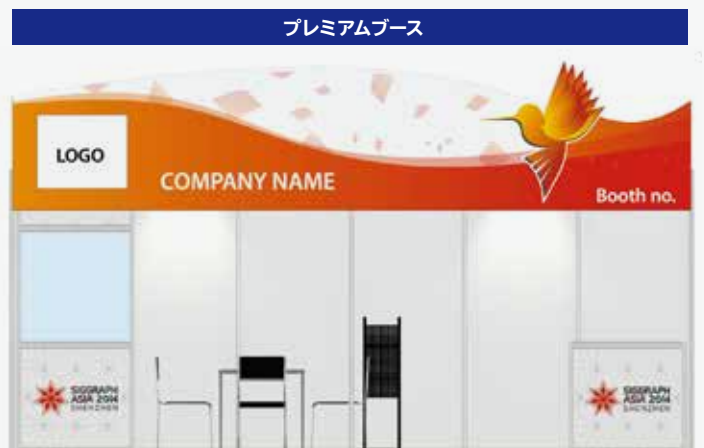 プレミアムブース
LOGO
COMPANY NAME
Booth no.
SIGGRAPH
ASIA 2014
SHENZHEN
SIGGRAPH
ASIA 2014
SHENZHEN